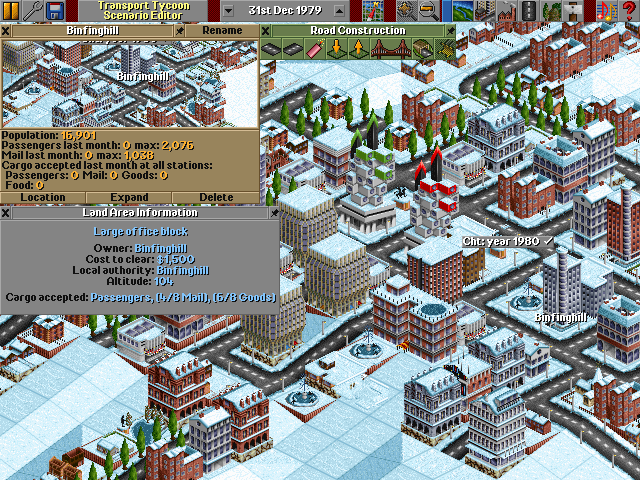 Transport Tycoon
Scenario Editor
31st Dec 1979
Binfinghill
Rename
Road Construction
Binfinghill
Population: 16,901
Passengers last month: 0 max: 2,076
Mail last month: 0 max: 1,038
Cargo accepted last month at all stations:
Passengers: 0 Mail: 0 Goods: 0
Food: 0
Location
Expand
Delete
Land Area Information
Large office block
Owner: Binfinghill
Cost to clear: $1,500
Local authority: Binfinghill
Altitude: 104
Cargo accepted: Passengers, (4/8 Mail), (6/8 Goods)
Cht: year 1980 ✓
Binfinghill